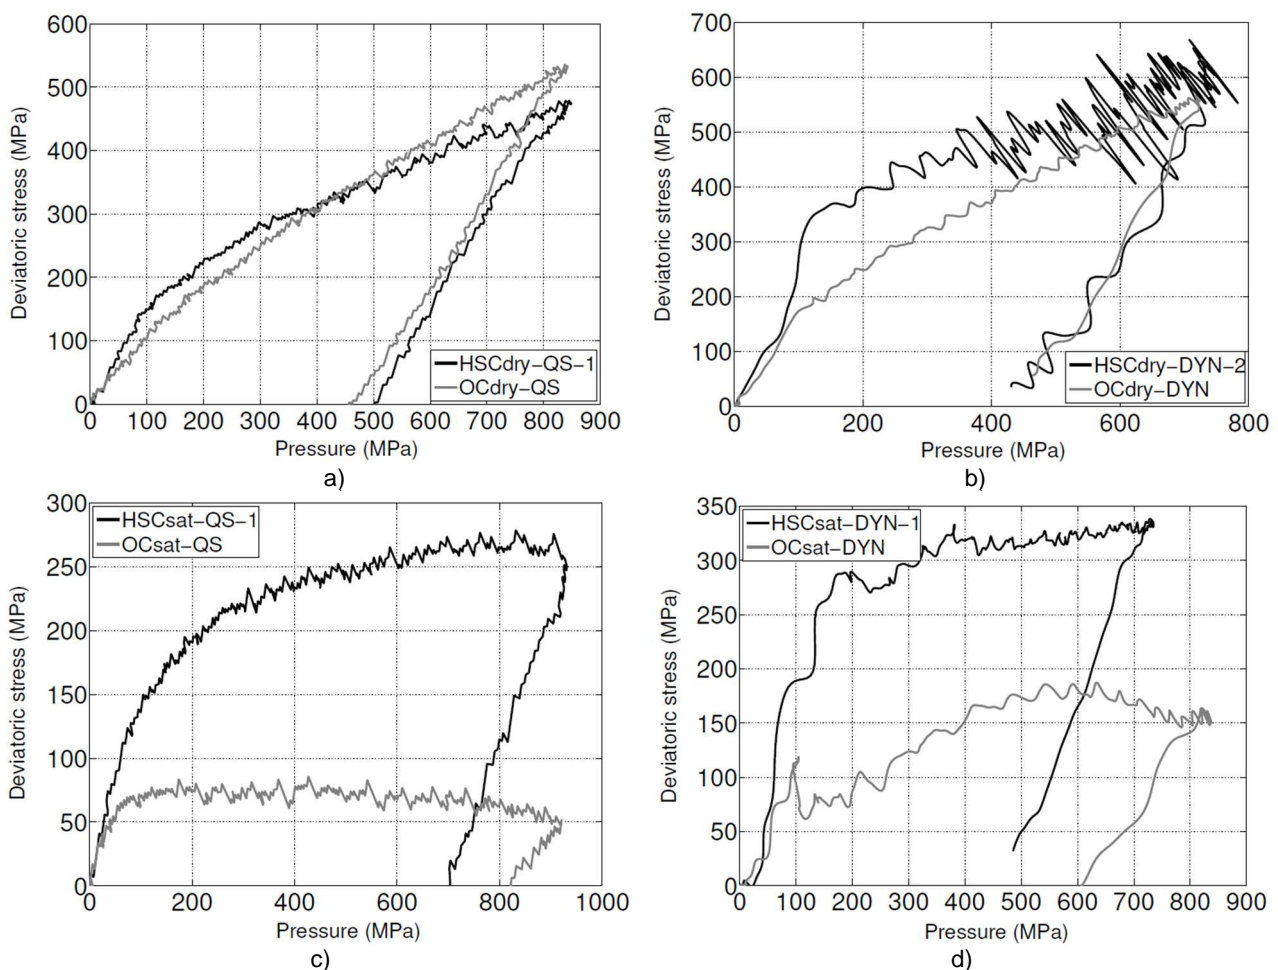 600
500
400
300
200
100
0
Deviatoric stress (MPa)
HSCdry−QS−1
OCdry−QS
0 100 200 300 400 500 600 700 800 900
Pressure (MPa)
a)
700
600
500
400
300
200
100
0
Deviatoric stress (MPa)
HSCdry−DYN−2
OCdry−DYN
0 200 400 600 800
Pressure (MPa)
b)
300
250
200
150
100
50
0
Deviatoric stress (MPa)
HSCsat−QS−1
OCsat−QS
0 200 400 600 800 1000
Pressure (MPa)
c)
350
300
250
200
150
100
50
0
Deviatoric stress (MPa)
HSCsat−DYN−1
OCsat−DYN
0 100 200 300 400 500 600 700 800 900
Pressure (MPa)
d)